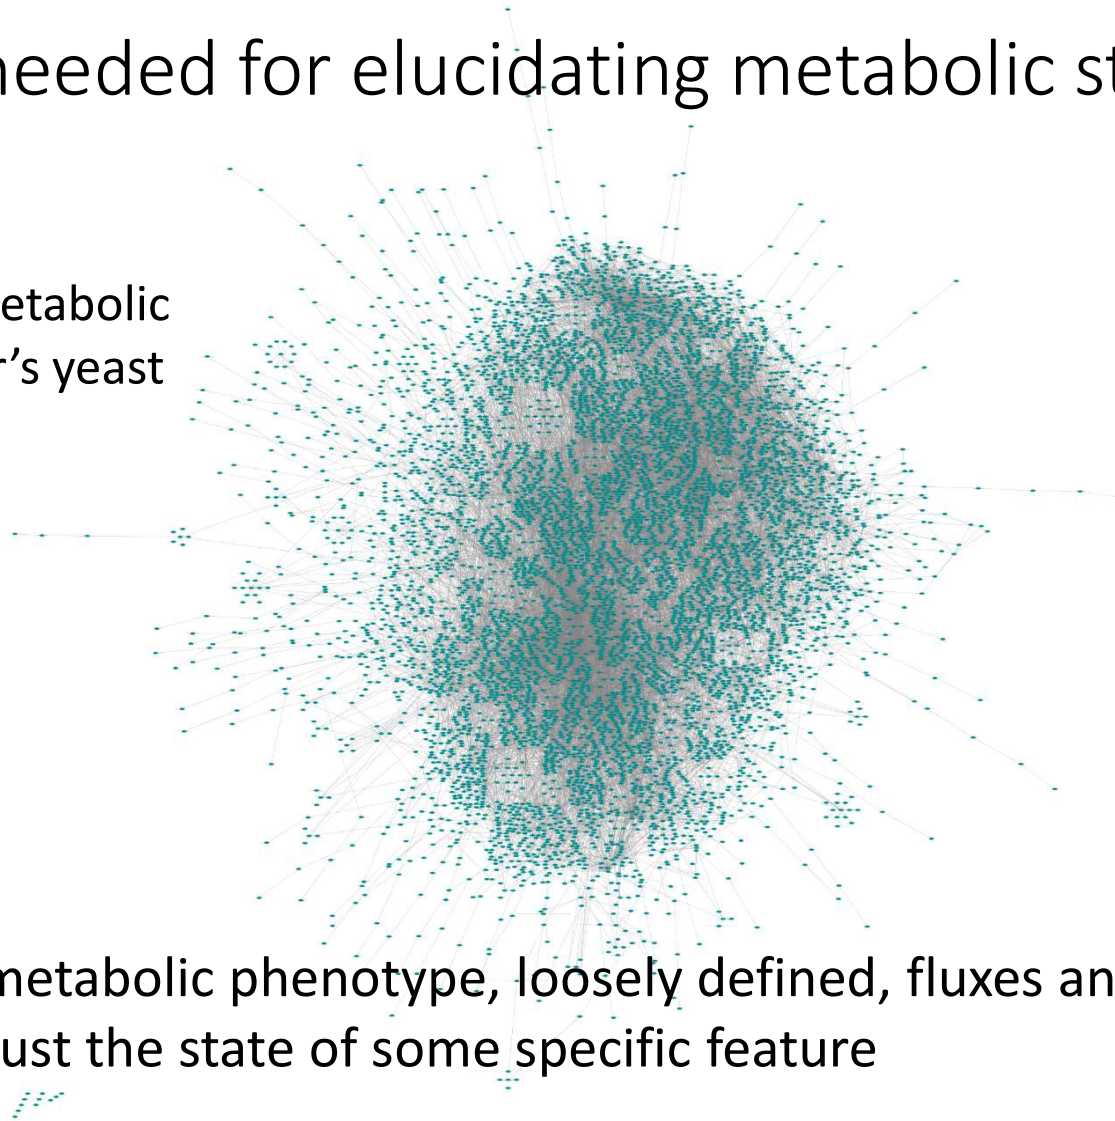 needed for elucidating metabolic st
etabolic
r's yeast
metabolic phenotype, loosely defined, fluxes an
ust the state of some specific feature